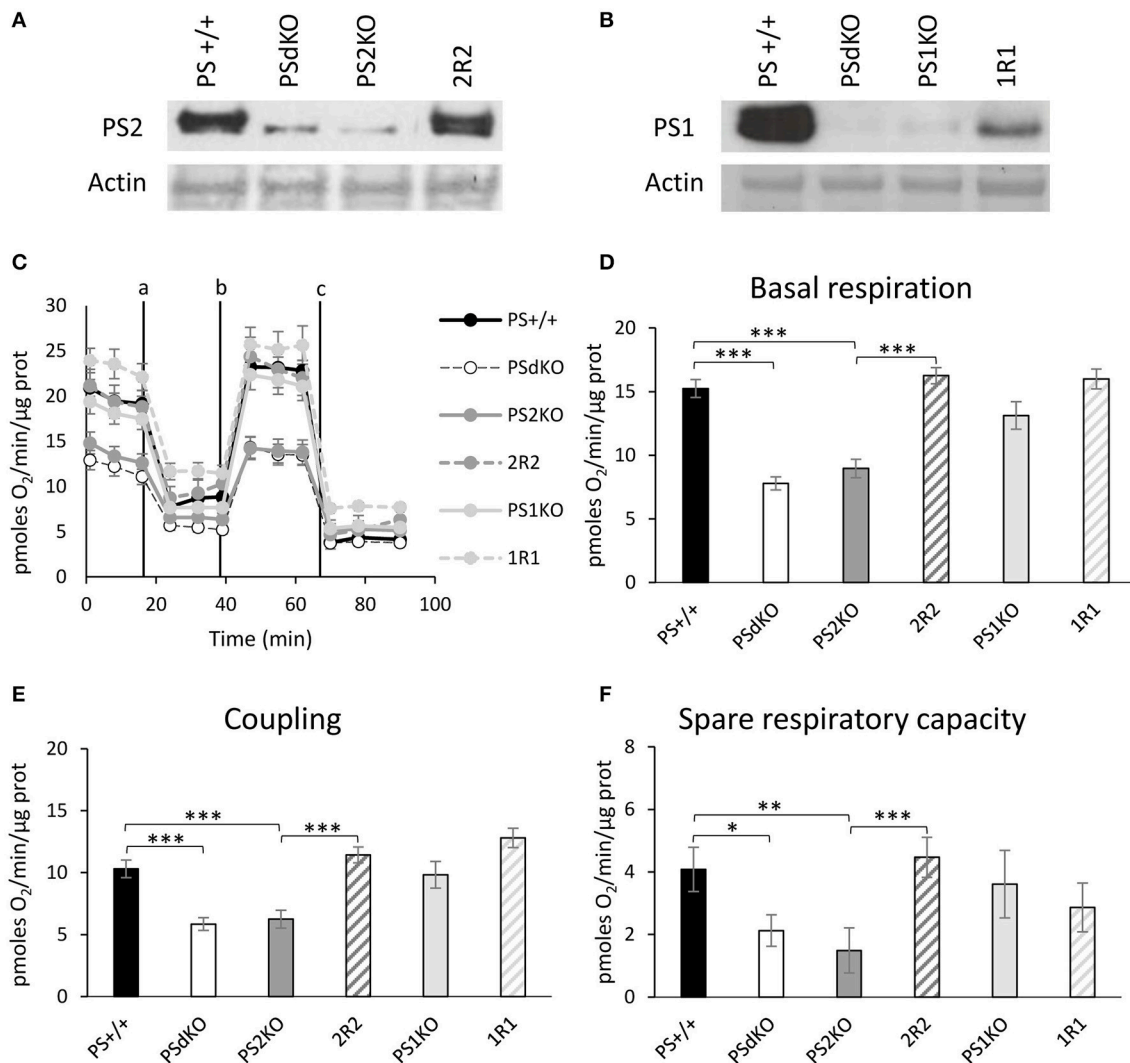 A
PS +/+
PSdKO
PS2KO
2R2
PS2
Actin
B
PS +/+
PSdKO
PS1KO
1R1
PS1
Actin
C
a
b
c
30
25
20
15
10
5
0
0
20
40
60
80
100
pmoles O2/min/µg prot
Time (min)
PS+/+
PSdKO
PS2KO
2R2
PS1KO
1R1
D
Basal respiration
20
15
10
5
0
pmoles O2/min/µg prot
***
***
***
PS+/+
PSdKO
PS2KO
2R2
PS1KO
1R1
E
Coupling
20
15
10
5
0
pmoles O2/min/µg prot
***
***
***
PS+/+
PSdKO
PS2KO
2R2
PS1KO
1R1
F
Spare respiratory capacity
8
6
4
2
0
pmoles O2/min/µg prot
**
*
***
PS+/+
PSdKO
PS2KO
2R2
PS1KO
1R1